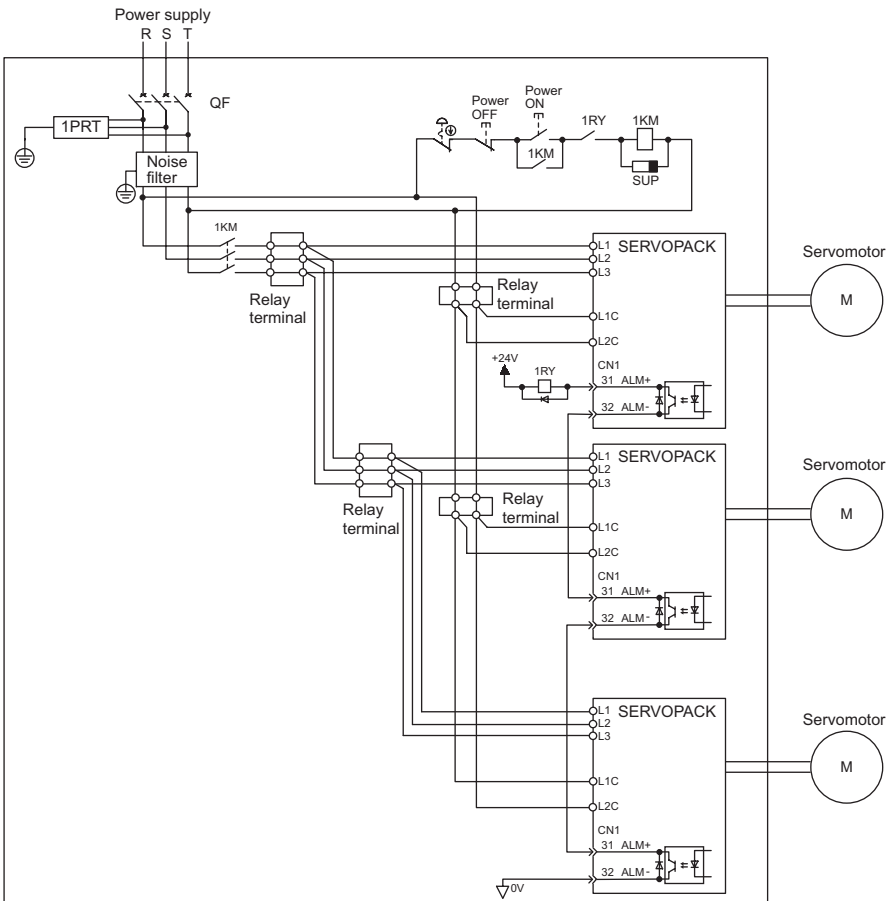 Power supply
R S T
QF
1PRT
Noise
filter
Power
OFF
Power
ON
1RY
1KM
1KM
SUP
1KM
Relay
terminal
L1 SERVOPACK
L2
L3
Relay
terminal
L1C
L2C
+24V
1RY
CN1
31 ALM+
32 ALM-
Servomotor
M
Relay
terminal
L1 SERVOPACK
L2
L3
Relay
terminal
L1C
L2C
CN1
31 ALM+
32 ALM-
Servomotor
M
L1 SERVOPACK
L2
L3
L1C
L2C
CN1
31 ALM+
32 ALM-
0V
Servomotor
M